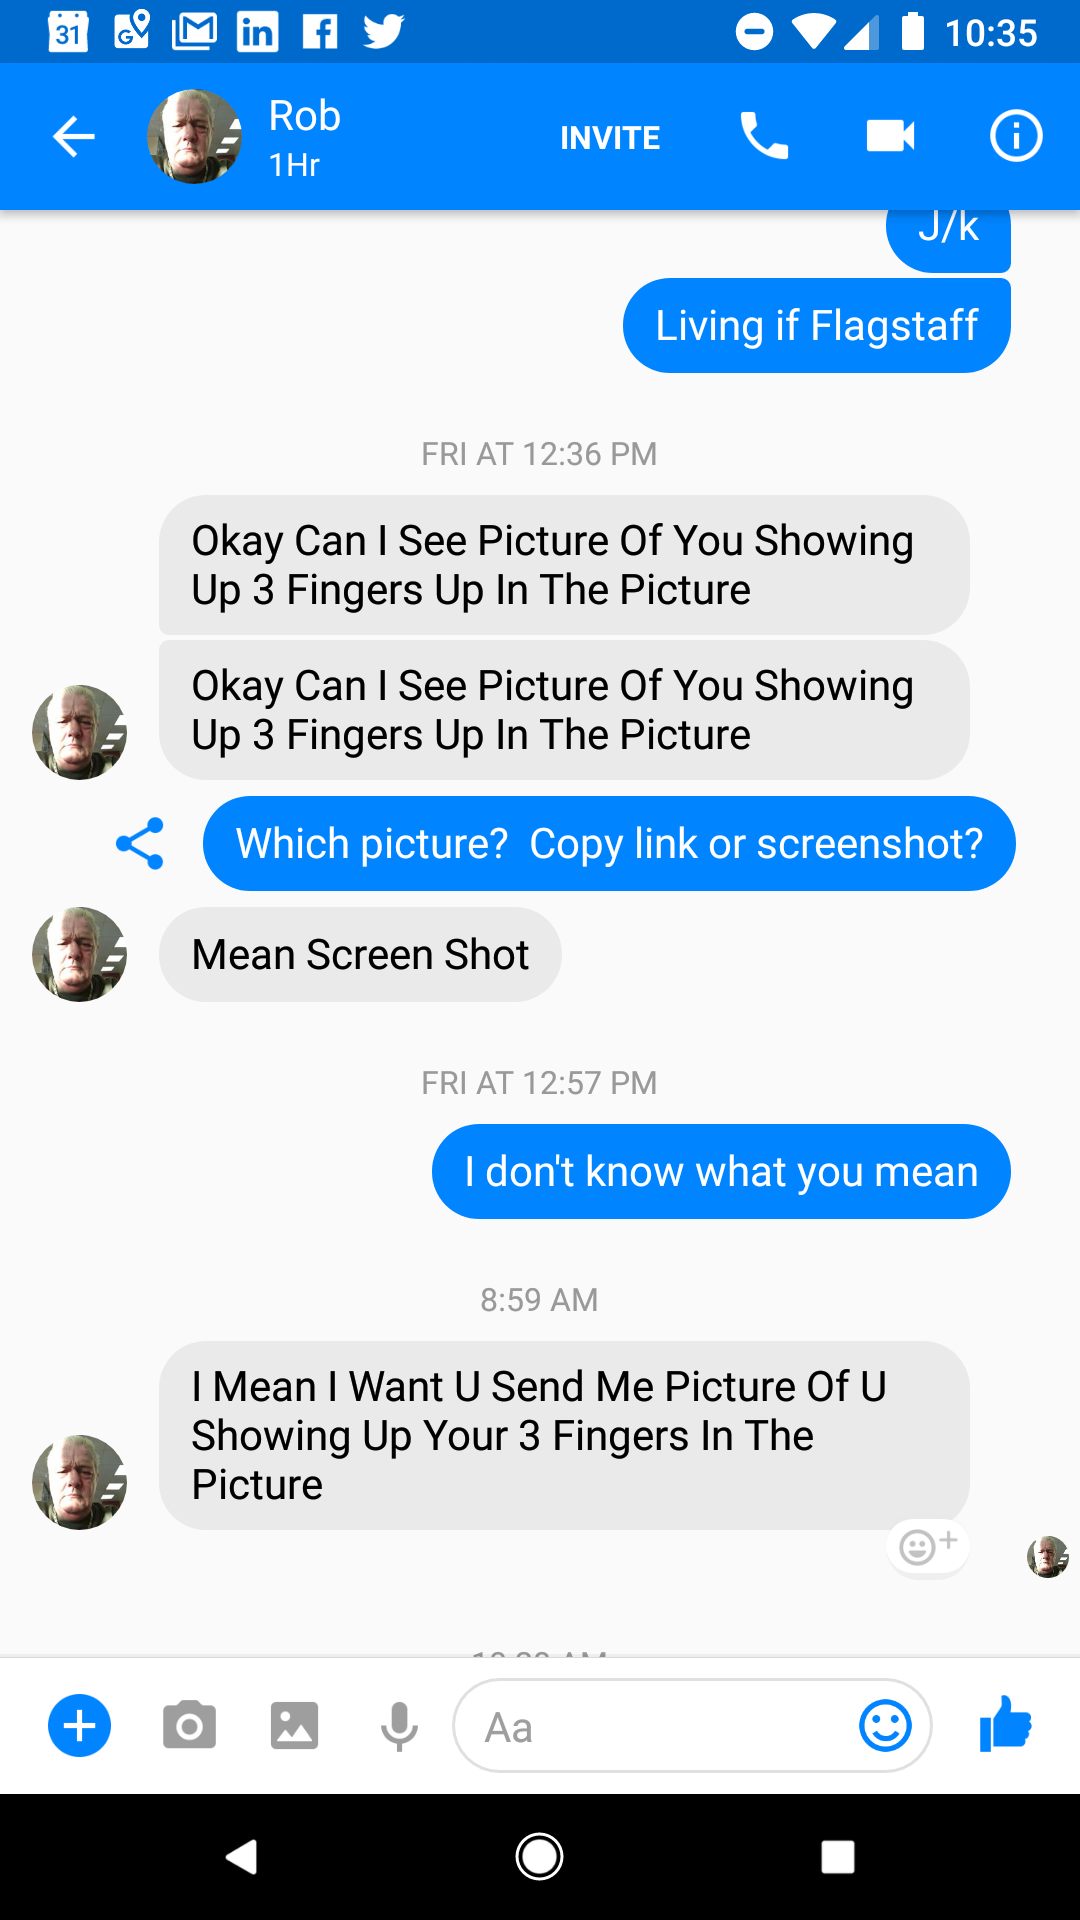 31
G
M
in
f
10:35
Rob
1Hr
INVITE
J/k
Living if Flagstaff
FRI AT 12:36 PM
Okay Can I See Picture Of You Showing
Up 3 Fingers Up In The Picture
Okay Can I See Picture Of You Showing
Up 3 Fingers Up In The Picture
Which picture?  Copy link or screenshot?
Mean Screen Shot
FRI AT 12:57 PM
I don't know what you mean
8:59 AM
I Mean I Want U Send Me Picture Of U
Showing Up Your 3 Fingers In The
Picture
AM
Aa